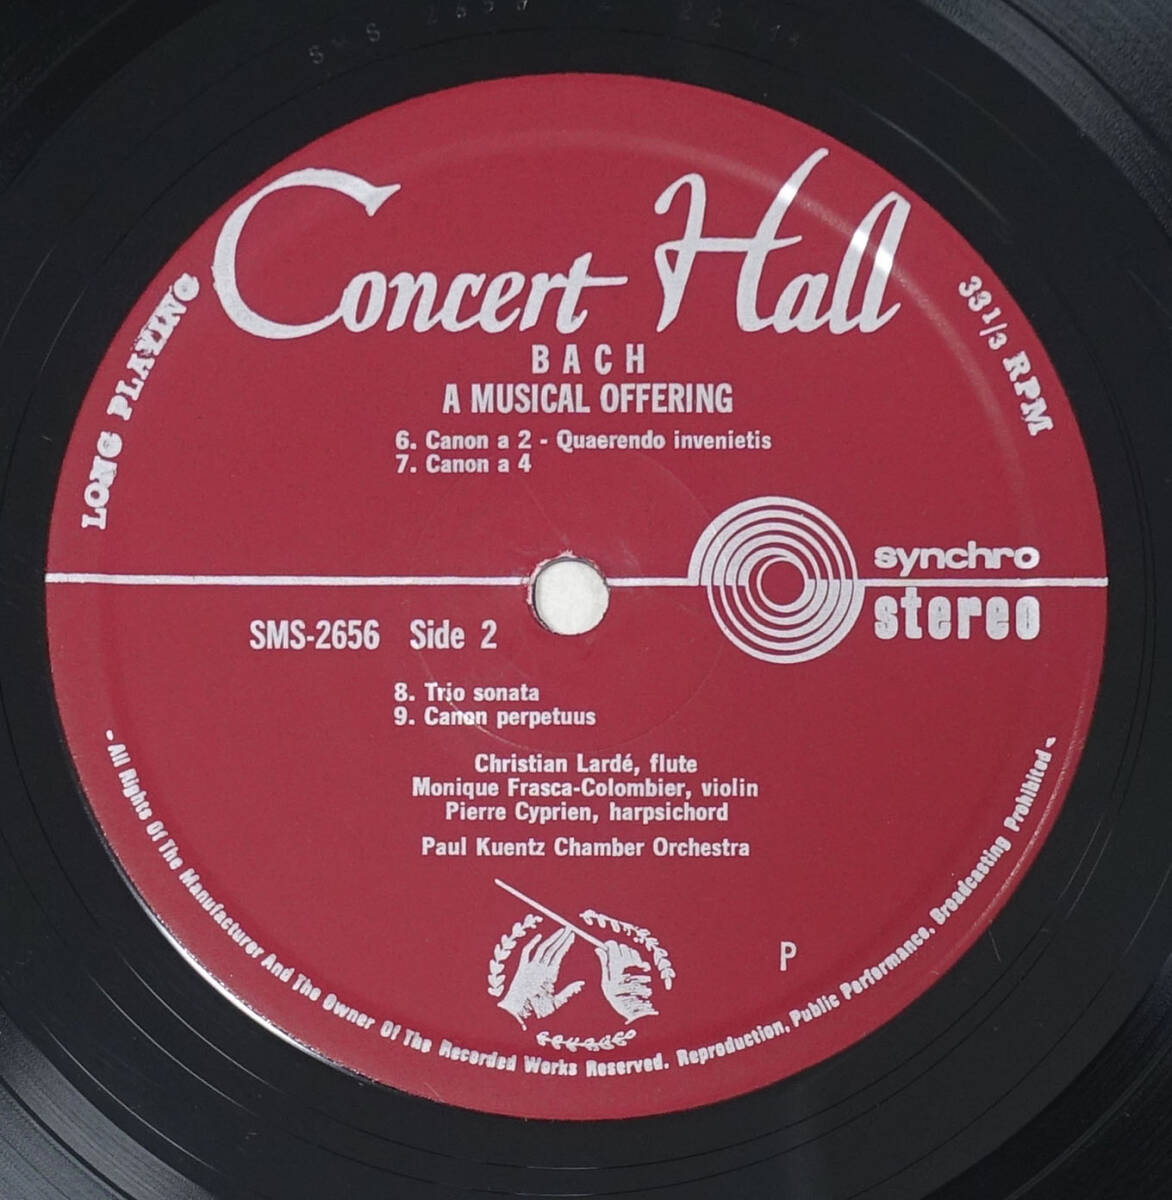 Concert Hall
LONG PLAYING
33 1/3 RPM
BACH
A MUSICAL OFFERING
6. Canon a 2 - Quaerendo invenietis
7. Canon a 4
synchro
stereo
SMS-2656 Side 2
8. Trio sonata
9. Canon perpetuus
Christian Lardé, flute
Monique Frasca-Colombier, violin
Pierre Cyprien, harpsichord
Paul Kuentz Chamber Orchestra
P
- All Rights Of The Manufacturer And The Owner Of The Recorded Works Reserved. Reproduction, Public Performance, Broadcasting Prohibited -